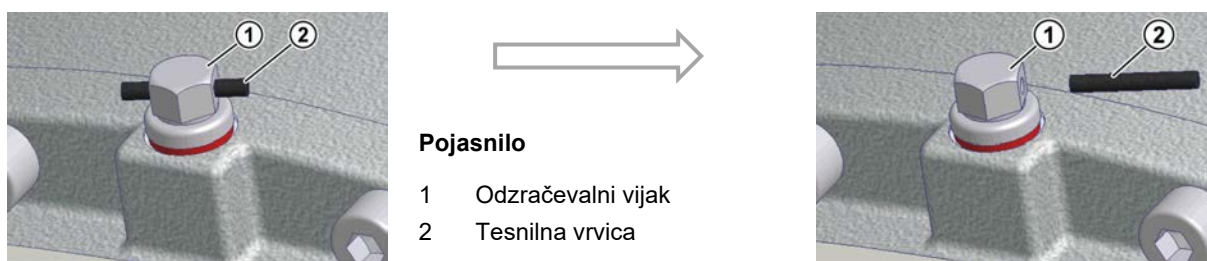 1 2
1 2
Pojasnilo
1 Odzračevalni vijak
2 Tesnilna vrvica